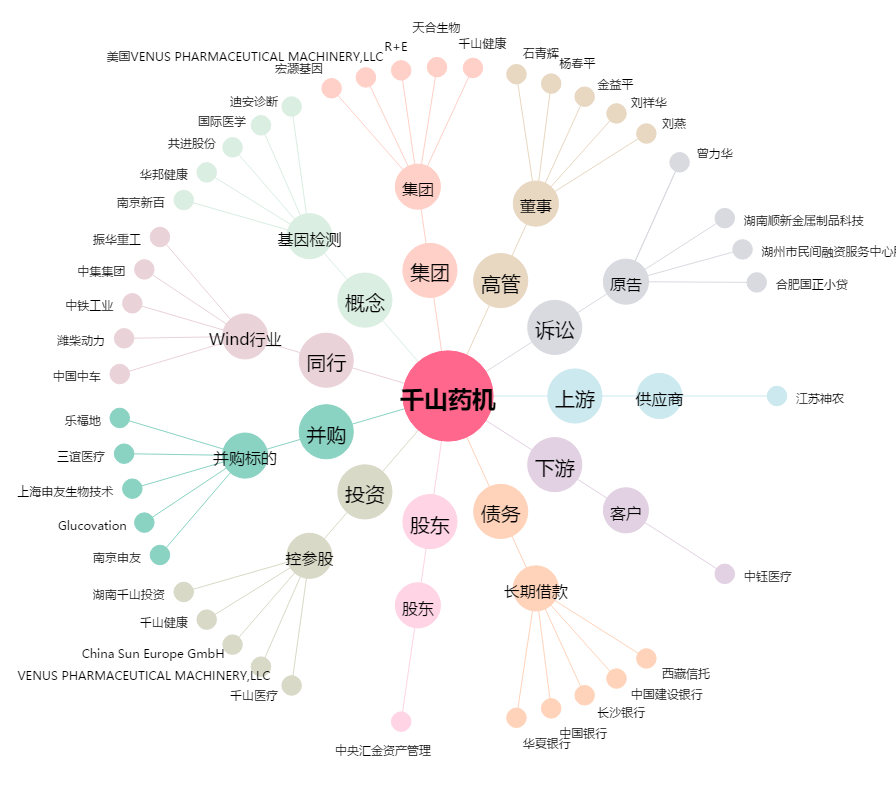 天合生物
R+E
千山健康
美国VENUS PHARMACEUTICAL MACHINERY,LLC
宏源基因
石青辉
杨春平
金益平
刘祥华
刘燕
迪安诊断
国际医学
共进股份
华邦健康
南京新百
集团
董事
曾力华
湖南顺新金属制品科技
湖州市民间融资服务中心
合肥国正小贷
基因检测
振华重工
中集集团
中铁工业
潍柴动力
中国中车
Wind行业
概念
集团
高管
原告
诉讼
同行
千山药机
上游
供应商
江苏神农
乐福地
三谊医疗
上海申友生物技术
Glucovation
南京申友
并购标的
并购
下游
客户
中钰医疗
投资
股东
债务
控参股
股东
长期借款
湖南千山投资
千山健康
China Sun Europe GmbH
VENUS PHARMACEUTICAL MACHINERY,LLC
千山医疗
中央汇金资产管理
西藏信托
中国建设银行
长沙银行
中国银行
华夏银行